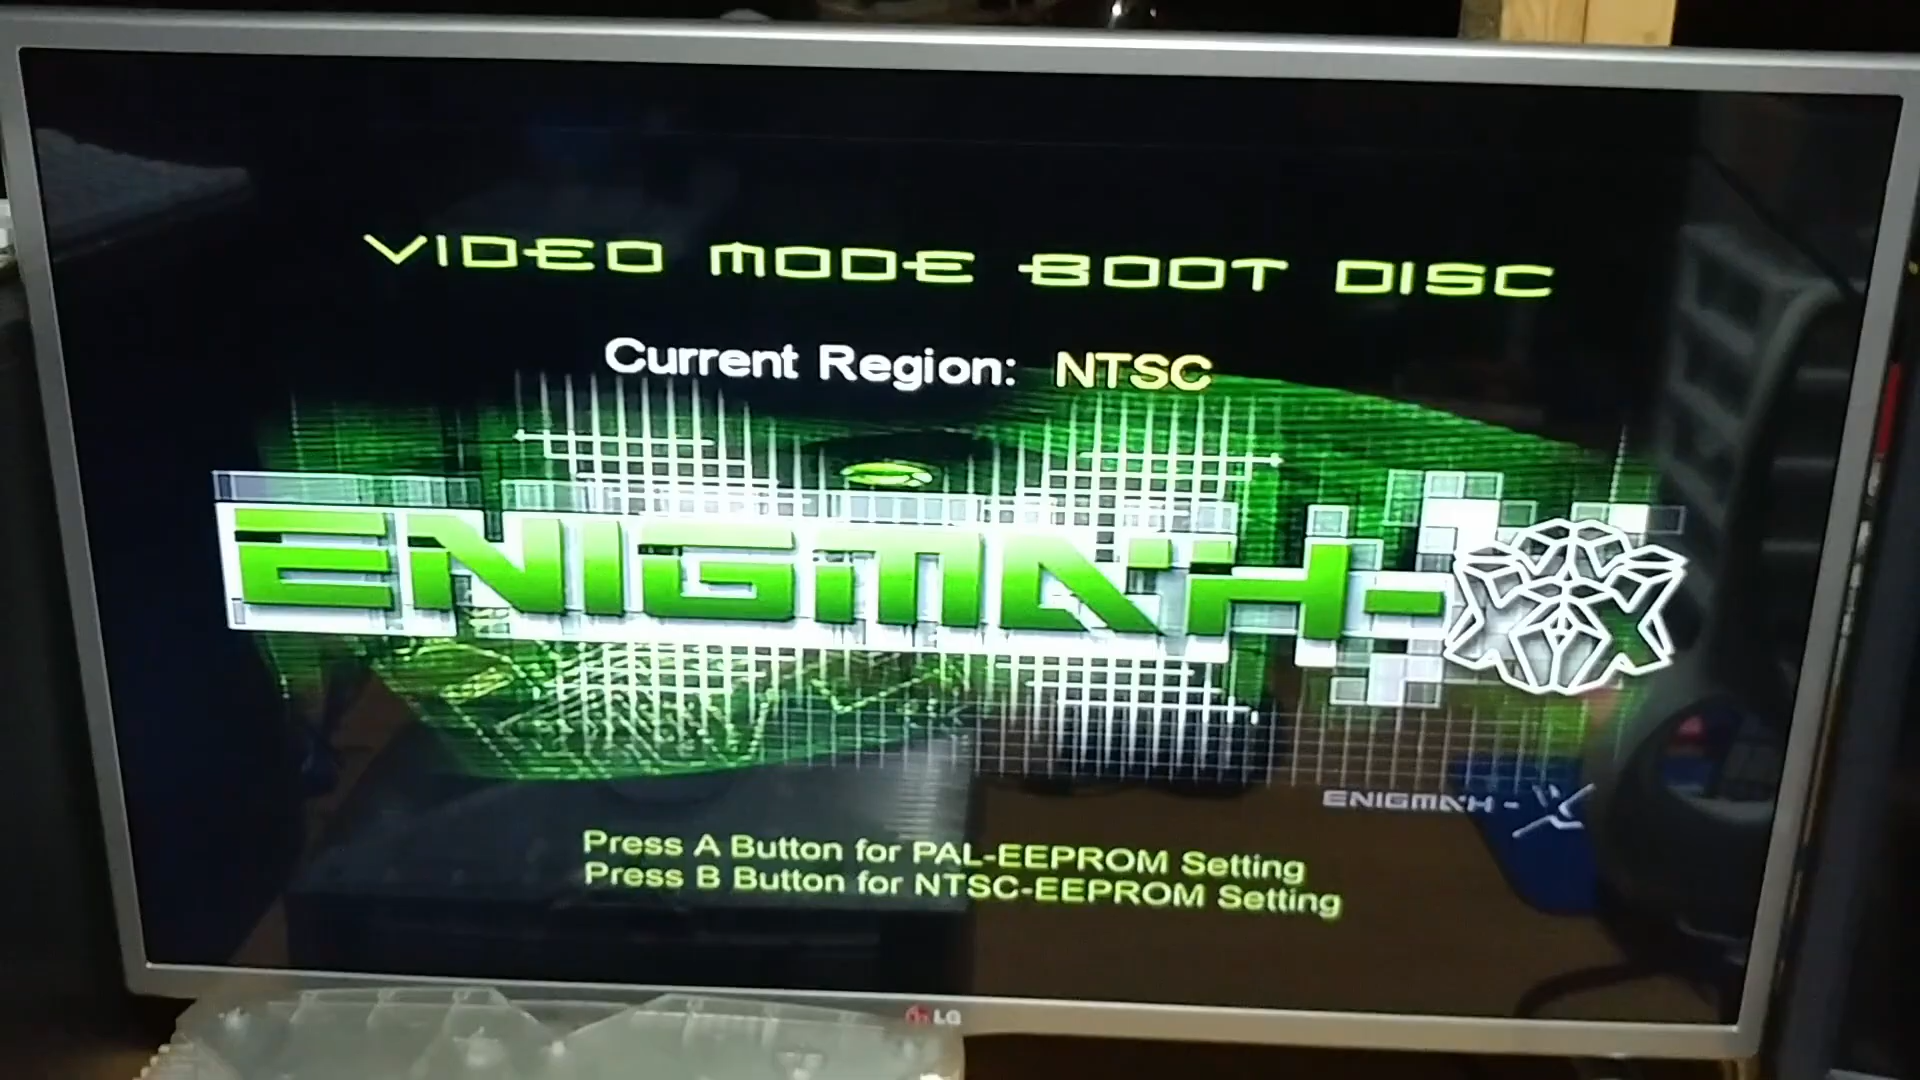 VIDEO MODE BOOT DISC
Current Region: NTSC
ENIGMAH-X
ENIGMAH-X
Press A Button for PAL-EEPROM Setting
Press B Button for NTSC-EEPROM Setting
LG